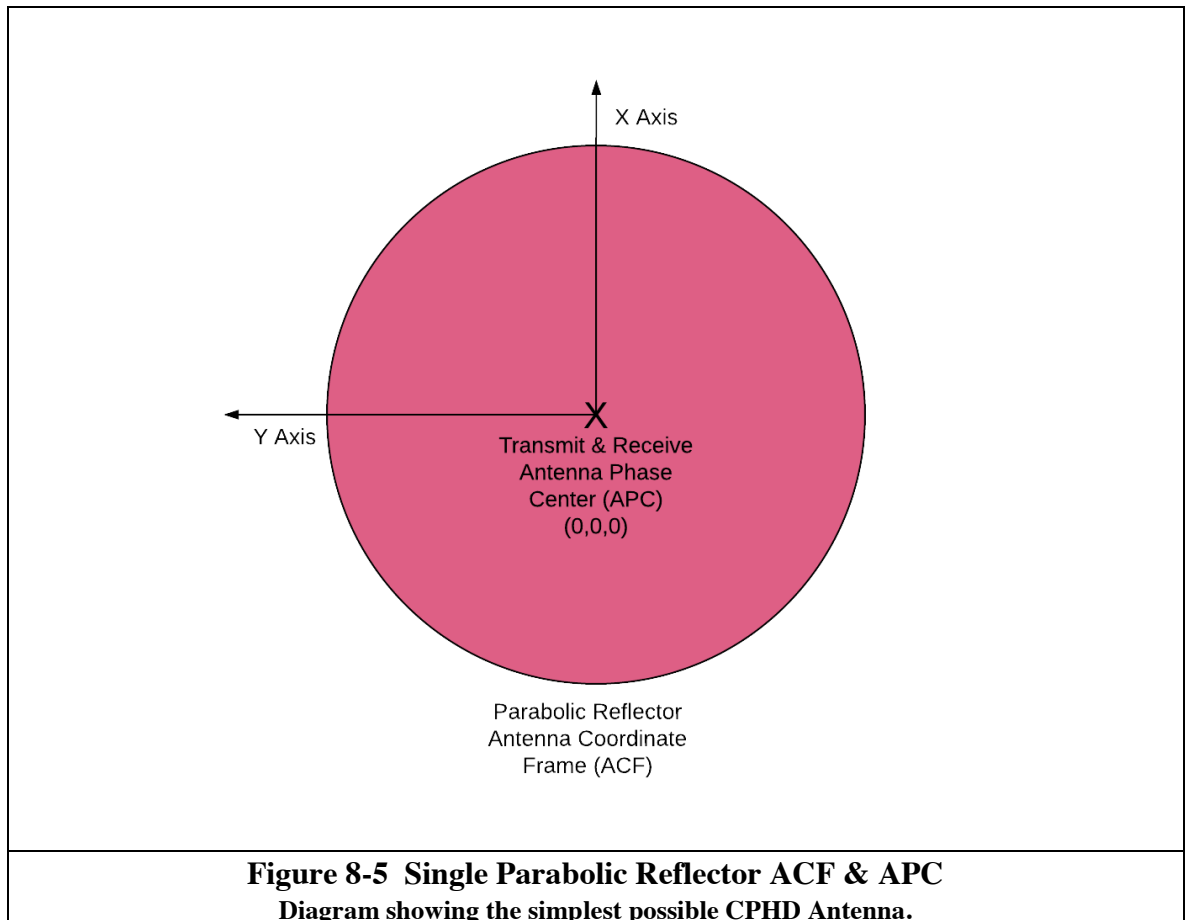 X Axis
Y Axis
X
Transmit & Receive
Antenna Phase
Center (APC)
(0,0,0)
Parabolic Reflector
Antenna Coordinate
Frame (ACF)
Figure 8-5 Single Parabolic Reflector ACF & APC
Diagram showing the simplest possible CPHD Antenna.